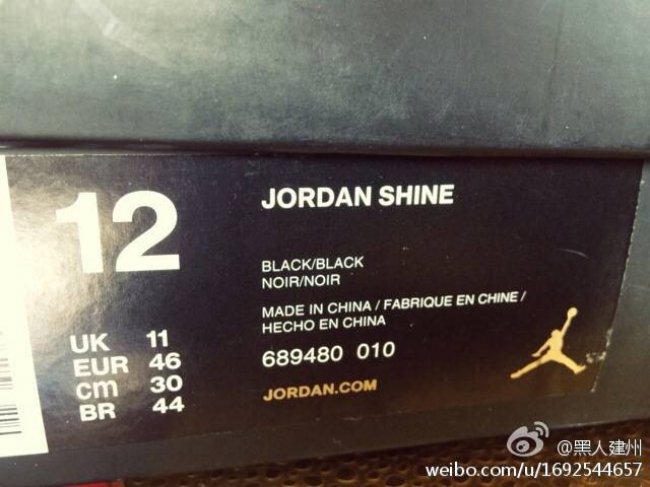 12
JORDAN SHINE
BLACK/BLACK
NOIR/NOIR
MADE IN CHINA / FABRIQUE EN CHINE /
HECHO EN CHINA
689480 010
JORDAN.COM
UK 11
EUR 46
cm 30
BR 44
@黑人建州
weibo.com/u/1692544657